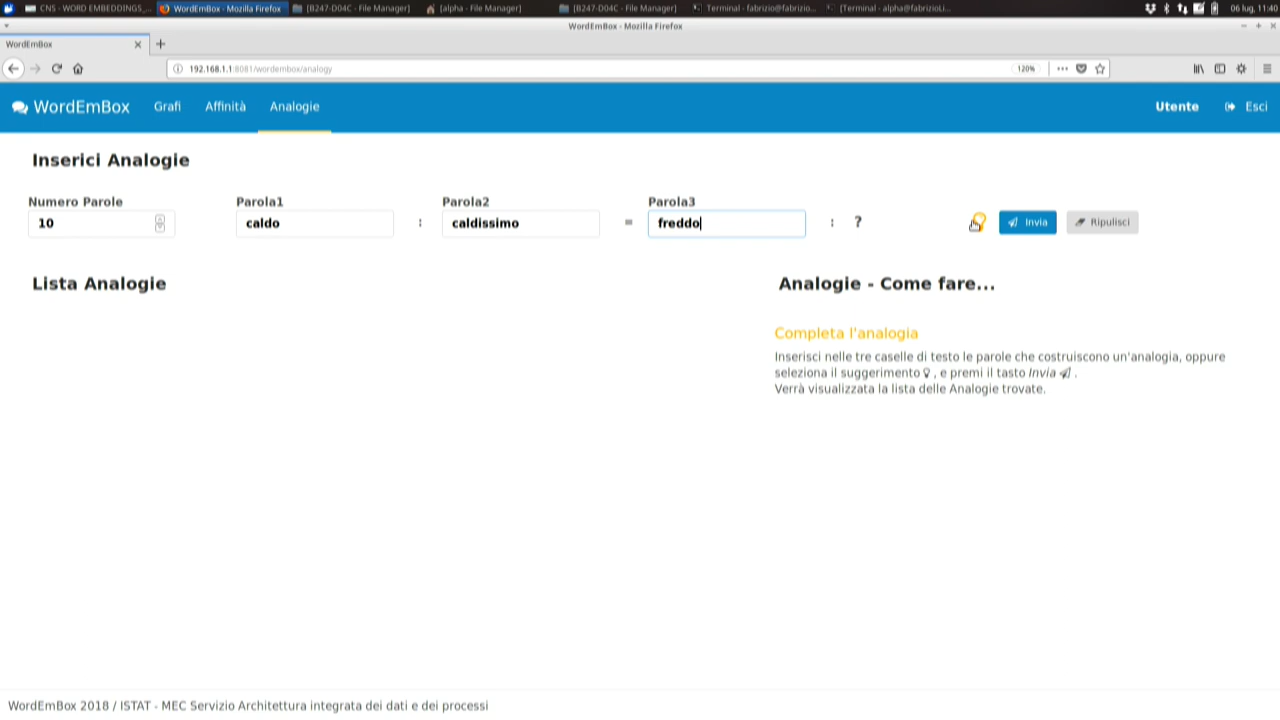 CNS - WORD EMBEDDINGS_...
WordEmBox - Mozilla Firefox
[B247-D04C - File Manager]
[alpha - File Manager]
[B247-D04C - File Manager]
Terminal - fabrizio@fabrizio...
[Terminal - alpha@fabrizioLi...
06 lug, 11:40
WordEmBox - Mozilla Firefox
WordEmBox
192.168.1.1:8081/wordembox/analogy
120%
WordEmBox Grafi Affinità Analogie Utente Esci
Inserici Analogie
Numero Parole Parola1 Parola2 Parola3
10 caldo : caldissimo = freddo : ? Invia Ripulisci
Lista Analogie
Analogie - Come fare...
Completa l'analogia
Inserisci nelle tre caselle di testo le parole che costruiscono un'analogia, oppure
seleziona il suggerimento , e premi il tasto Invia .
Verrà visualizzata la lista delle Analogie trovate.
WordEmBox 2018 / ISTAT - MEC Servizio Architettura integrata dei dati e dei processi